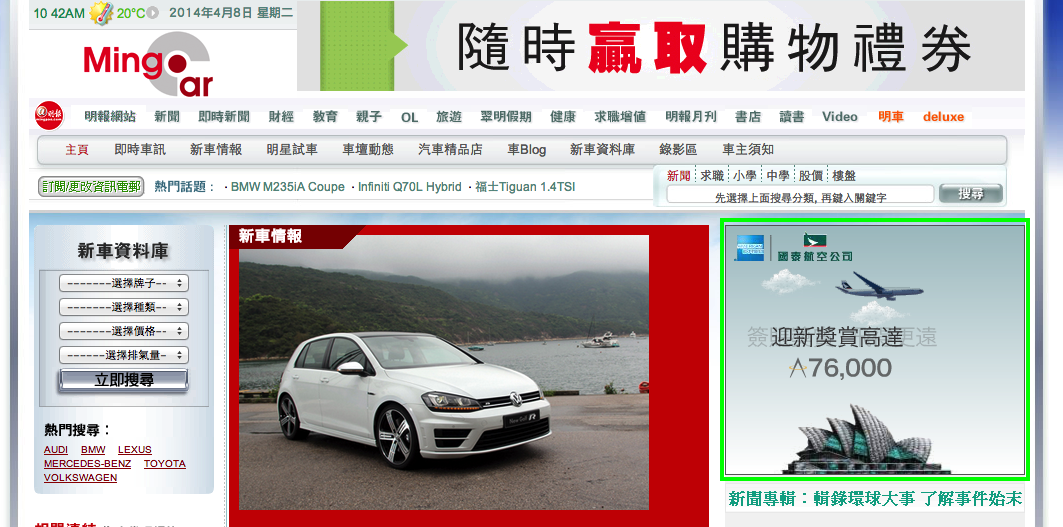 10 42AM 20°C 2014年4月8日 星期二
隨時贏取購物禮券
Mingcar
明報網站 新聞 即時新聞 財經 教育 親子 OL 旅遊 翠明假期 健康 求職增值 明報月刊 書店 讀書 Video 明車 deluxe
主頁 即時車訊 新車情報 明星試車 車壇動態 汽車精品店 車Blog 新車資料庫 錄影區 車主須知
訂閱/更改資訊電郵 熱門話題： ‧BMW M235iA Coupe ‧Infiniti Q70L Hybrid ‧福士Tiguan 1.4TSI
新聞 求職 小學 中學 股價 樓盤
先選擇上面搜尋分類, 再鍵入關鍵字 搜尋
新車資料庫
-------選擇牌子--
------選擇種類--
------選擇價格--
------選擇排氣量-
立即搜尋
熱門搜尋：
AUDI BMW LEXUS
MERCEDES-BENZ TOYOTA
VOLKSWAGEN
新車情報
New Golf R
AMERICAN EXPRESS 國泰航空公司
迎新獎賞高達
76,000
新聞專輯：輯錄環球大事 了解事件始末